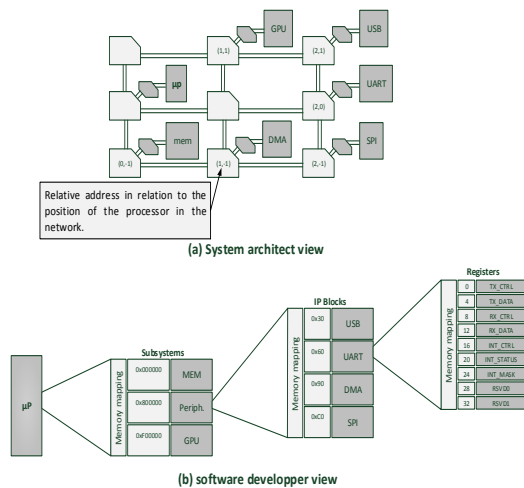 GPU
USB
(1,1)
(2,1)
μp
UART
(2,0)
mem
DMA
SPI
(0,-1)
(1,-1)
(2,-1)
Relative address in relation to the
position of the processor in the
network.
(a) System architect view
μP
Subsystems
Memory mapping
0x000000 MEM
0x800000 Periph.
0xF00000 GPU
IP Blocks
Memory mapping
0x30 USB
0x60 UART
0x90 DMA
0xC0 SPI
Registers
Memory mapping
0 TX_CTRL
4 TX_DATA
8 RX_CTRL
12 RX_DATA
16 INT_CTRL
20 INT_STATUS
24 INT_MASK
28 RSVD0
32 RSVD1
(b) software developper view